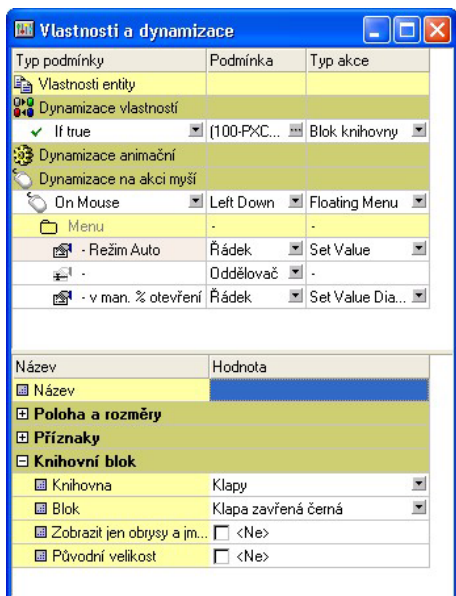 Vlastnosti a dynamizace
Typ podmínky Podmínka Typ akce
Vlastnosti entity
Dynamizace vlastností
If true (100-PXC... Blok knihovny
Dynamizace animační
Dynamizace na akci myší
On Mouse Left Down Floating Menu
Menu - -
- Režim Auto Řádek Set Value
- Oddělovač -
- v man. % otevření Řádek Set Value Dia...
Název Hodnota
Název
Poloha a rozměry
Příznaky
Knihovní blok
Knihovna Klapy
Blok Klapa zavřená černá
Zobrazit jen obrysy a jm... <Ne>
Původní velikost <Ne>